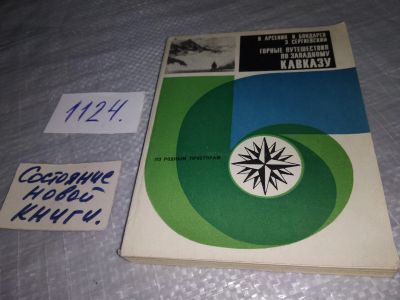 Ю АРСЕНИН Н БОНДАРЕВ
Э СЕРГИЕВСКИЙ
ГОРНЫЕ ПУТЕШЕСТВИЯ
ПО ЗАПАДНОМУ
КАВКАЗУ
ПО РОДНЫМ ПРОСТОРАМ
1124.
Состояние
новой
книги.